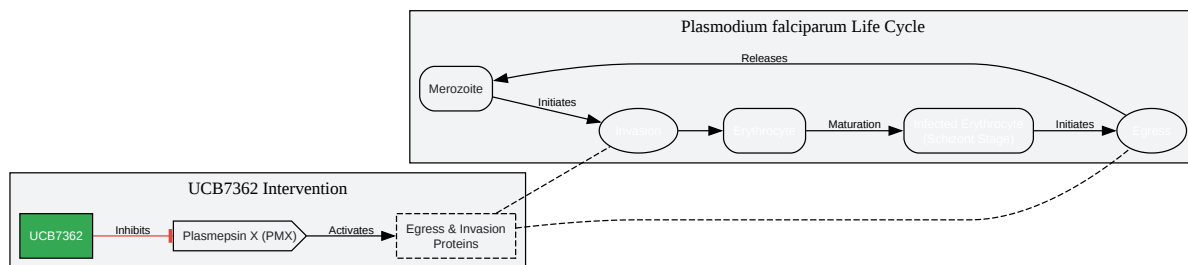 Plasmodium falciparum Life Cycle
Releases
Merozoite
Initiates
Invasion
Erythrocyte
Maturation
Infected Erythrocyte
(Schizont Stage)
Initiates
Egress
UCB7362 Intervention
UCB7362
Inhibits
Plasmepsin X (PMX)
Activates
Egress & Invasion
Proteins